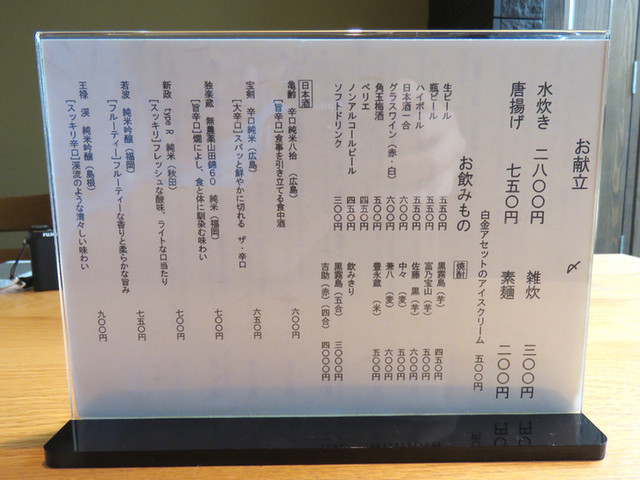 お献立
水炊き 二八〇〇円
唐揚げ 七五〇円
〆
雑炊 三〇〇円
素麺 二〇〇円
白金アセットのアイスクリーム 五〇〇円
お飲みもの
生ビール 五五〇円
瓶ビール 五五〇円
ハイボール 五五〇円
日本酒一合 六〇〇円
グラスワイン（赤・白） 六〇〇円
角玉梅酒 五〇〇円
ペリエ 四五〇円
ノンアルコールビール 四五〇円
ソフトドリンク 三〇〇円
【焼酎】
黒霧島（芋） 四五〇円
富乃宝山（芋） 五五〇円
佐藤 黒（芋） 六〇〇円
中々（麦） 五〇〇円
兼八（麦） 六〇〇円
豊永蔵（米） 五〇〇円
飲みきり
黒霧島（五合） 三〇〇〇円
吉助（赤）（四合） 四〇〇〇円
【日本酒】
亀齢 辛口純米八拾（広島）
【旨辛口】食事を引き立てる食中酒 六〇〇円
宝剣 辛口純米（広島）
【大辛口】スパッと鮮やかに切れる ザ・辛口 六五〇円
独楽蔵 無農薬山田錦６０ 純米（福岡）
【旨辛口】燗によし、食と体に馴染む味わい 七〇〇円
新政 type R 純米（秋田）
【スッキリ】フレッシュな酸味、ライトな口当たり 七〇〇円
若波 純米吟醸（福岡）
【フルーティー】フルーティーな香りと柔らかな旨み 七五〇円
王祿 渓 純米吟醸（島根）
【スッキリ辛口】渓流のような清々しい味わい 九〇〇円